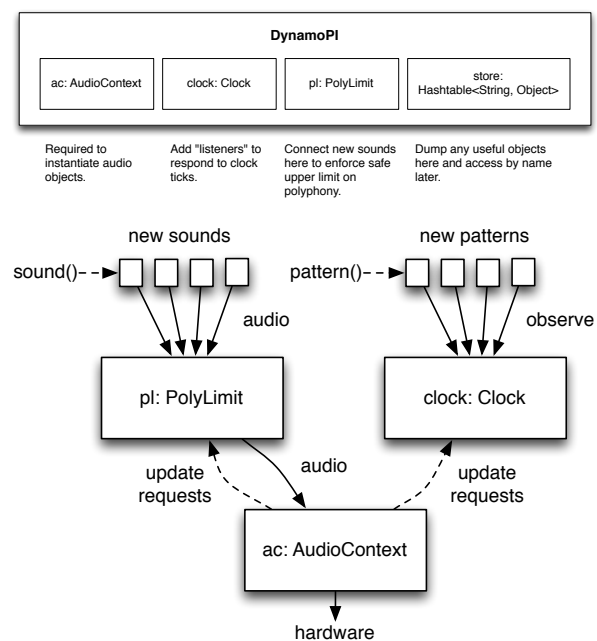 DynamoPI
ac: AudioContext
clock: Clock
pl: PolyLimit
store:
Hashtable<String, Object>
Required to
instantiate audio
objects.
Add "listeners" to
respond to clock
ticks.
Connect new sounds
here to enforce safe
upper limit on
polyphony.
Dump any useful objects
here and access by name
later.
new sounds
sound()
audio
pl: PolyLimit
new patterns
pattern()
observe
clock: Clock
update
requests
audio
update
requests
ac: AudioContext
hardware